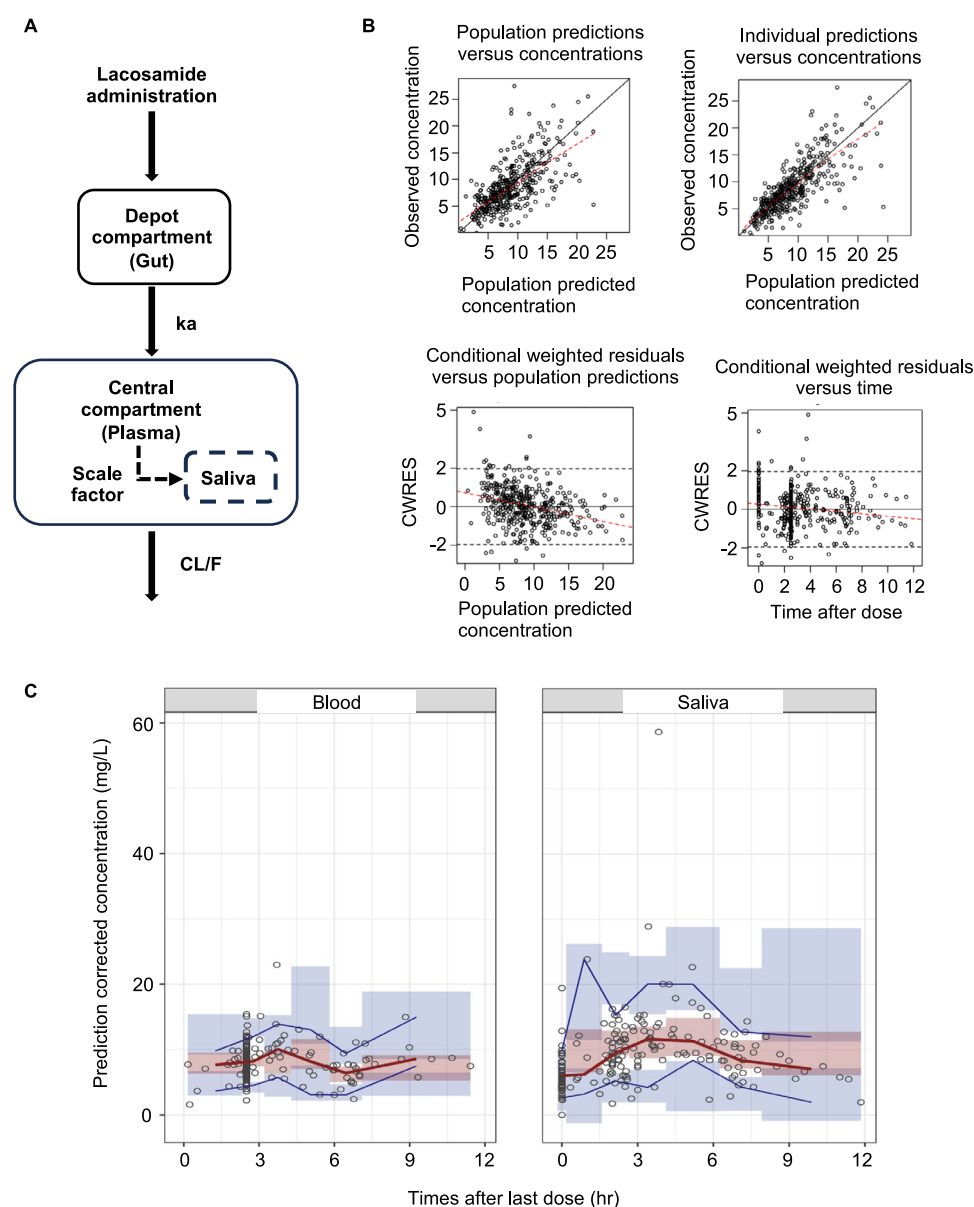 A
Lacosamide
administration
Depot
compartment
(Gut)
ka
Central
compartment
(Plasma)
Scale
factor
Saliva
CL/F
B
Population predictions
versus concentrations
Observed concentration
25
20
15
10
5
5 10 15 20 25
Population predicted
concentration
Individual predictions
versus concentrations
Observed concentration
25
20
15
10
5
5 10 15 20 25
Population predicted
concentration
Conditional weighted residuals
versus population predictions
CWRES
5
2
0
-2
0 5 10 15 20
Population predicted
concentration
Conditional weighted residuals
versus time
CWRES
5
2
0
-2
0 2 4 6 8 10 12
Time after dose
C
Blood
Saliva
Prediction corrected concentration (mg/L)
60
40
20
0
0 3 6 9 12
0 3 6 9 12
Times after last dose (hr)